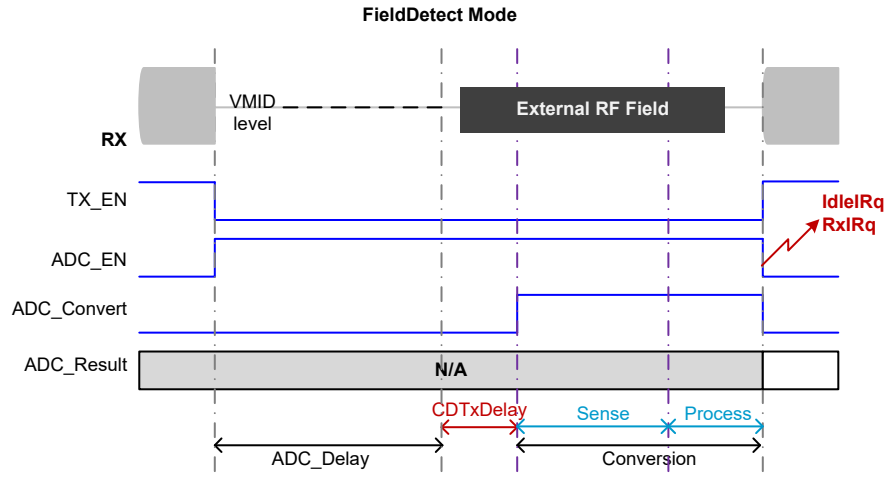 FieldDetect Mode
VMID
level
External RF Field
RX
TX_EN
IdleIRq
RxIRq
ADC_EN
ADC_Convert
ADC_Result
N/A
CDTxDelay
Sense
Process
ADC_Delay
Conversion